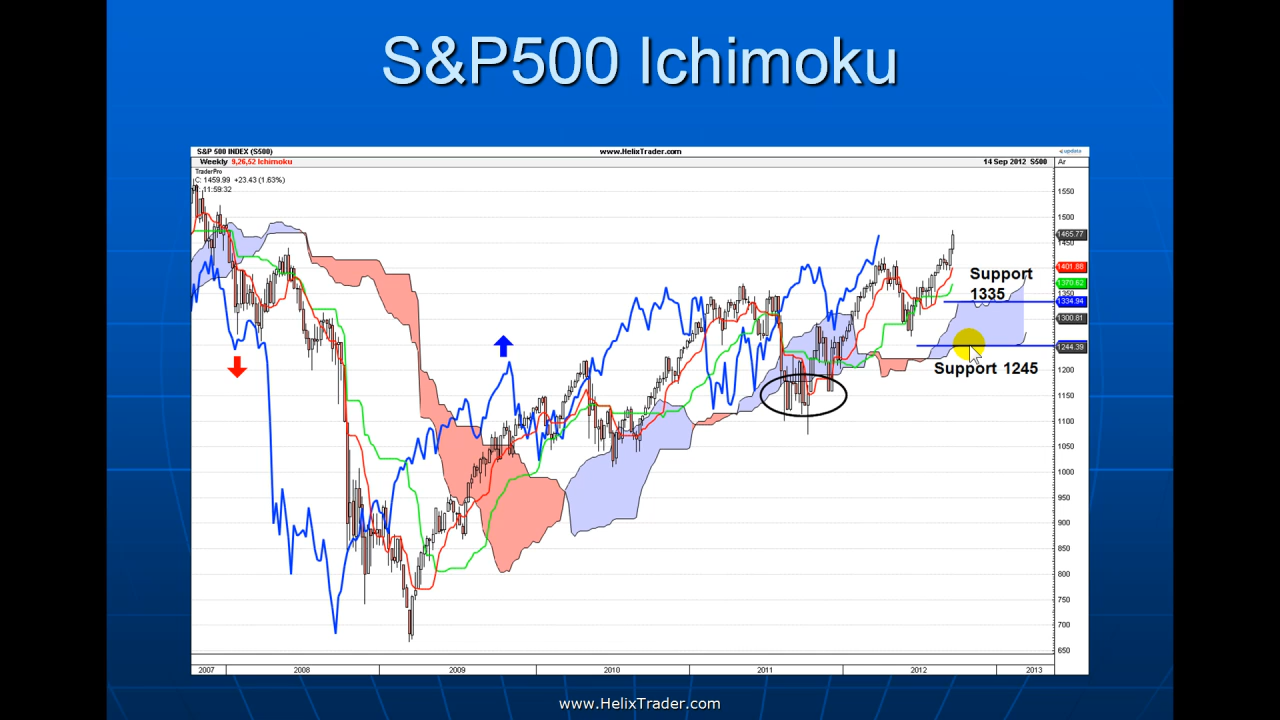 S&P500 Ichimoku
S&P 500 INDEX (S500) www.HelixTrader.com update
Weekly 9,26,52 Ichimoku 14 Sep 2012 S500 Ar
TraderPro
C: 1459.99 +23.43 (1.63%)
: 11:59:32
1550
1500
1465.77
1450
1401.88
1370.62
1350
1334.94
1300.81
1244.39
1200
1150
1100
1050
1000
950
900
850
800
750
700
650
Support
1335
Support 1245
2007 2008 2009 2010 2011 2012 2013
www.HelixTrader.com